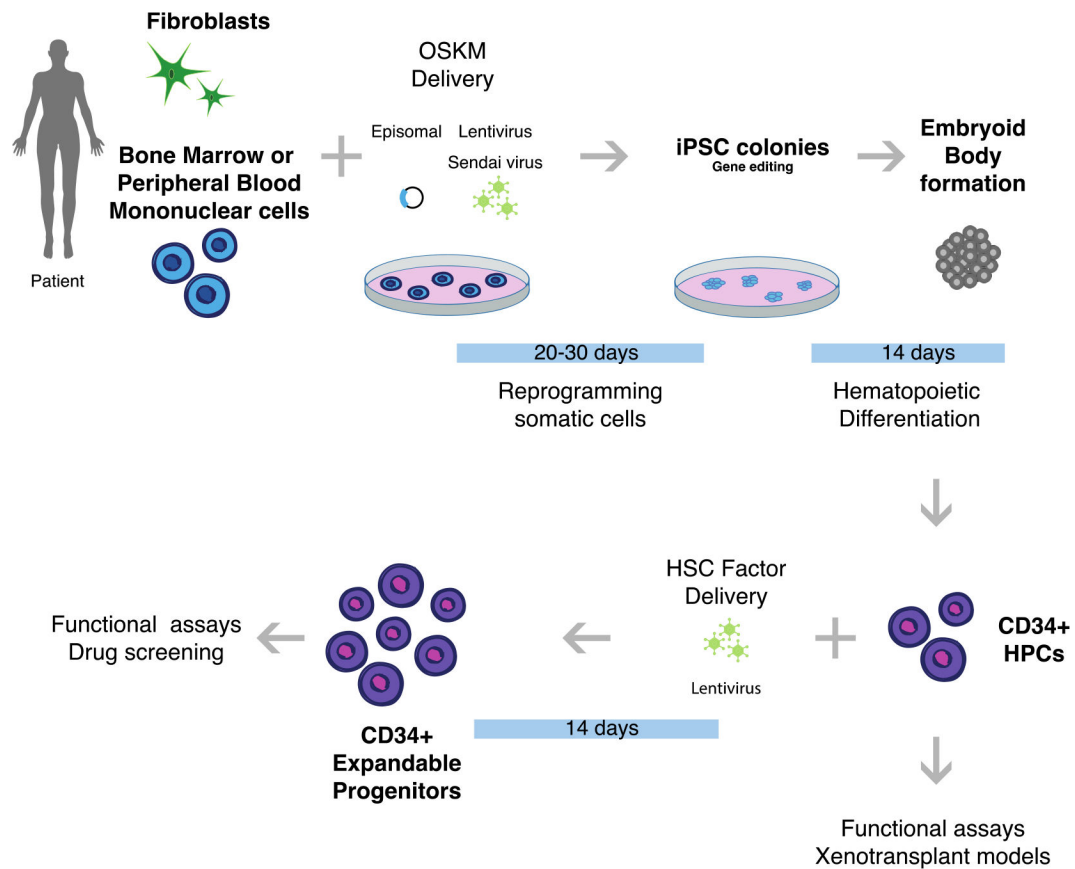 Fibroblasts
Bone Marrow or
Peripheral Blood
Mononuclear cells
Patient
OSKM
Delivery
Episomal
Lentivirus
Sendai virus
iPSC colonies
Gene editing
Embryoid
Body
formation
20-30 days
Reprogramming
somatic cells
14 days
Hematopoietic
Differentiation
CD34+
HPCs
HSC Factor
Delivery
Lentivirus
14 days
CD34+
Expandable
Progenitors
Functional assays
Drug screening
Functional assays
Xenotransplant models